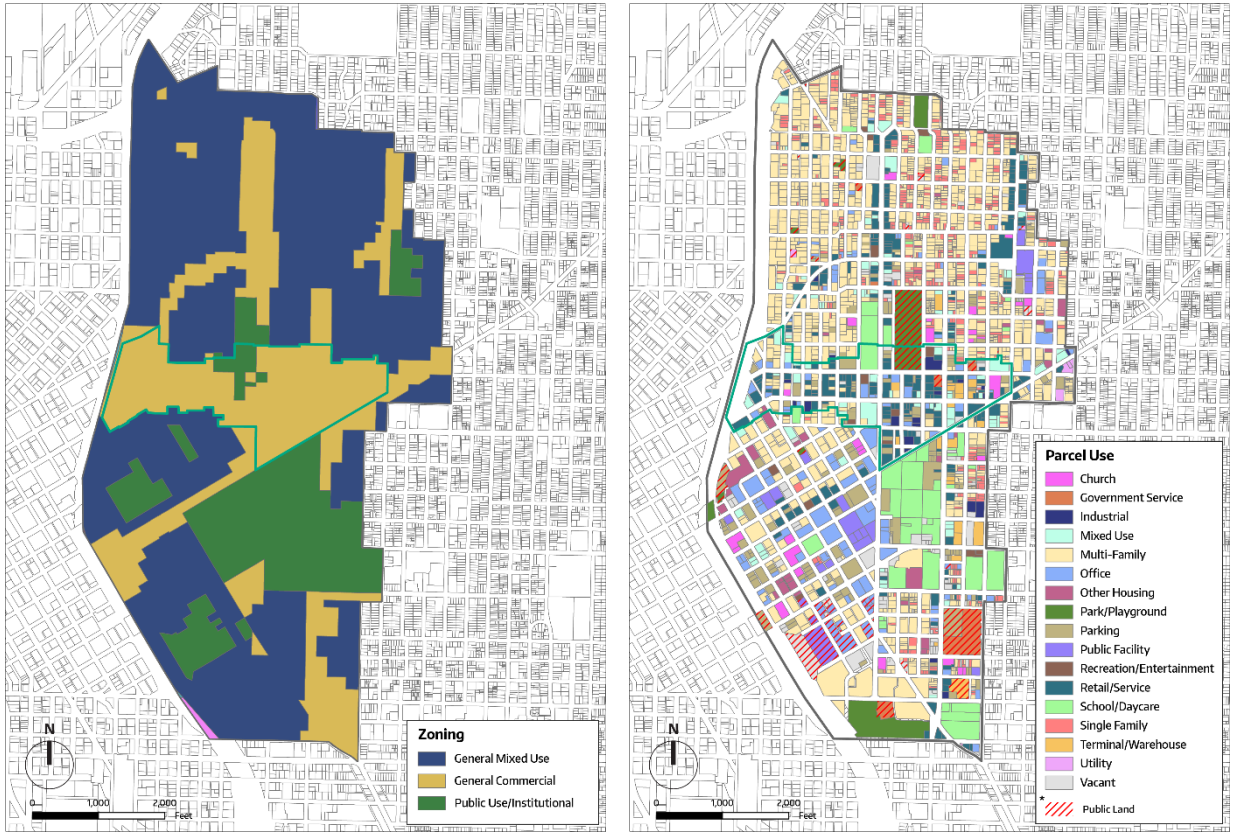 Zoning
General Mixed Use
General Commercial
Public Use/Institutional
N
0 1,000 2,000
Feet
Parcel Use
Church
Government Service
Industrial
Mixed Use
Multi-Family
Office
Other Housing
Park/Playground
Parking
Public Facility
Recreation/Entertainment
Retail/Service
School/Daycare
Single Family
Terminal/Warehouse
Utility
Vacant
* Public Land
N
0 1,000 2,000
Feet